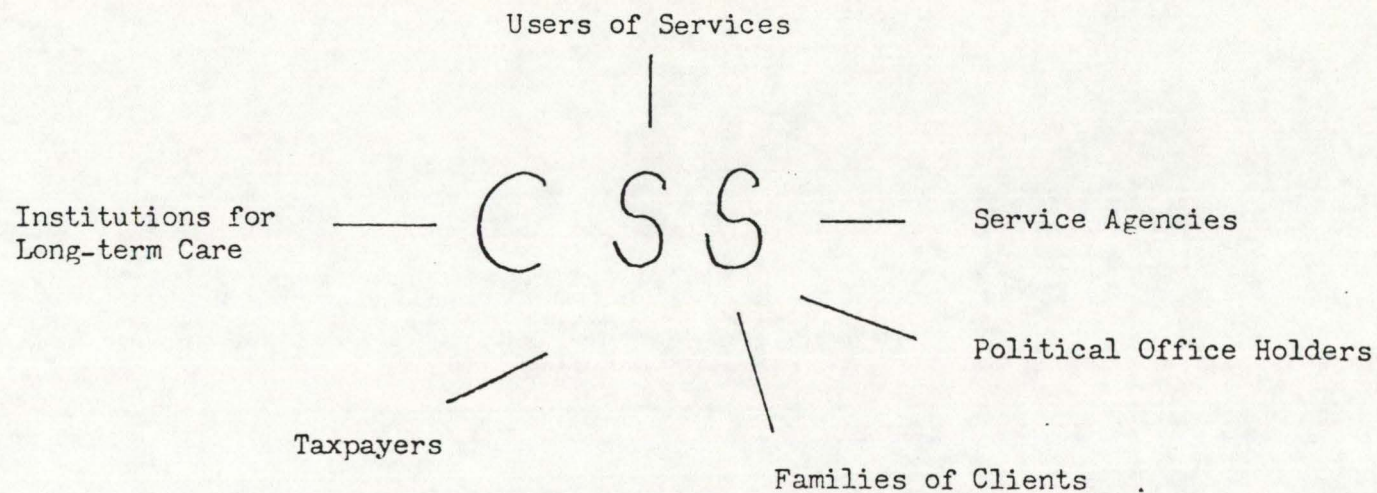 Users of Services
Institutions for
Long-term Care
CSS
Service Agencies
Political Office Holders
Taxpayers
Families of Clients